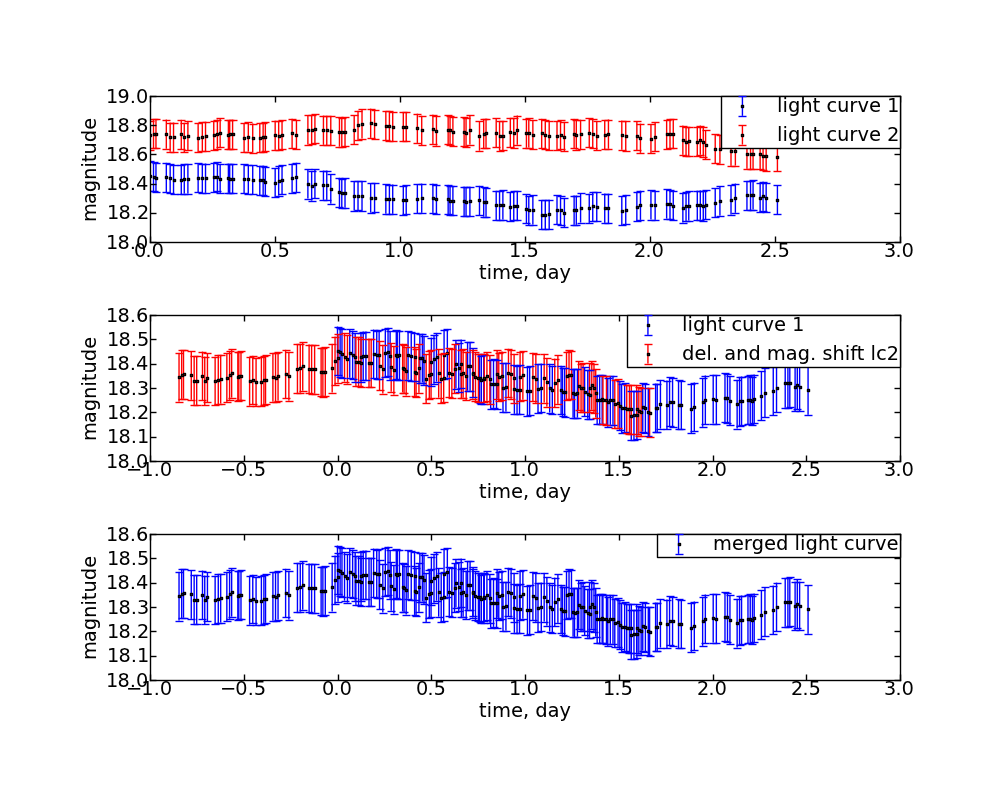 19.0
light curve 1
18.8
light curve 2
18.6
magnitude
18.4
18.2
18.0
0.0 0.5 1.0 1.5 2.0 2.5 3.0
time, day
18.6
light curve 1
18.5
18.4
del. and mag. shift lc2
magnitude
18.3
18.2
18.1
18.0
−1.0 −0.5 0.0 0.5 1.0 1.5 2.0 2.5 3.0
time, day
18.6
merged light curve
18.5
18.4
magnitude
18.3
18.2
18.1
18.0
−1.0 −0.5 0.0 0.5 1.0 1.5 2.0 2.5 3.0
time, day